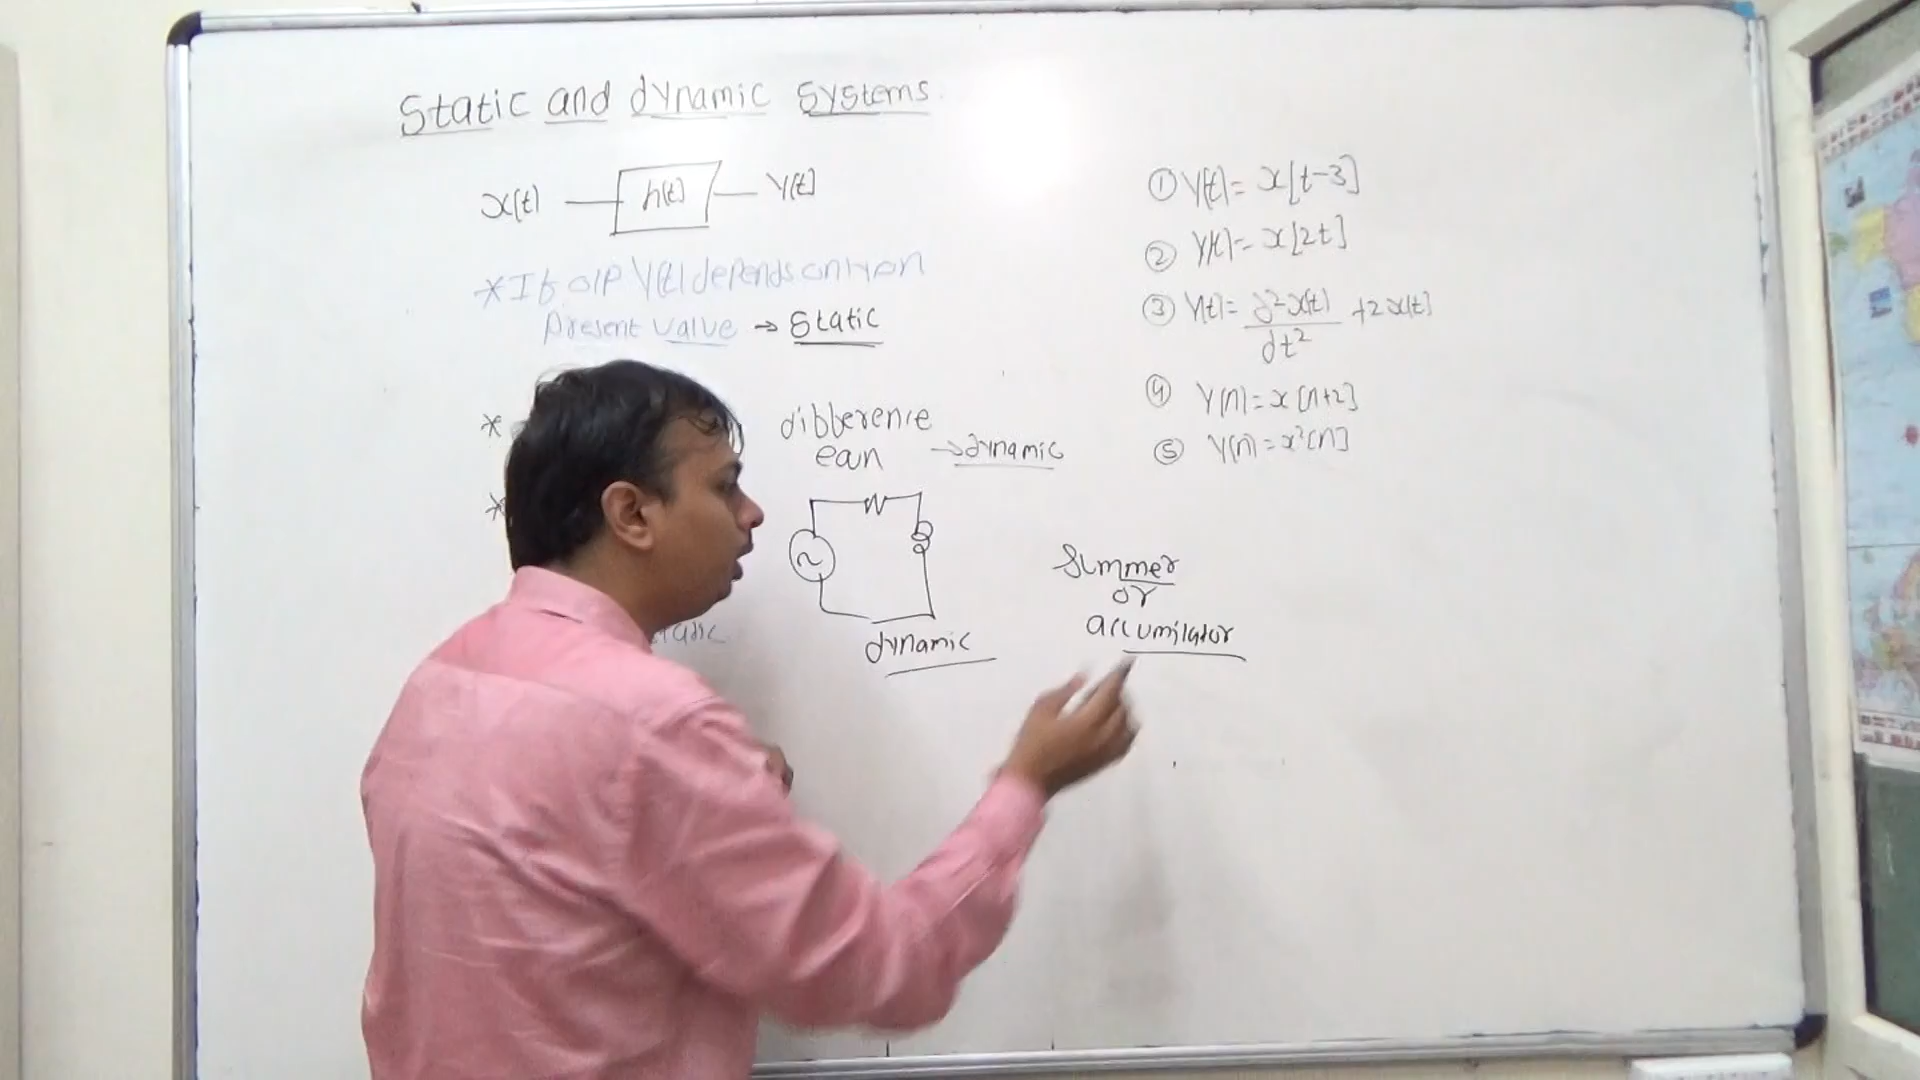 Static and dynamic systems.
x(t) h(t) y(t)
* If o/p y(t) depends only on
present value → static
*
difference
eqn → dynamic
*
~
static
dynamic
① y(t) = x[t-3]
② y(t) = x[2t]
③ y(t) = d²x(t)/dt² + 2x(t)
④ y[n] = x[n+2]
⑤ y[n] = x²[n]
Summer
or
accumilator